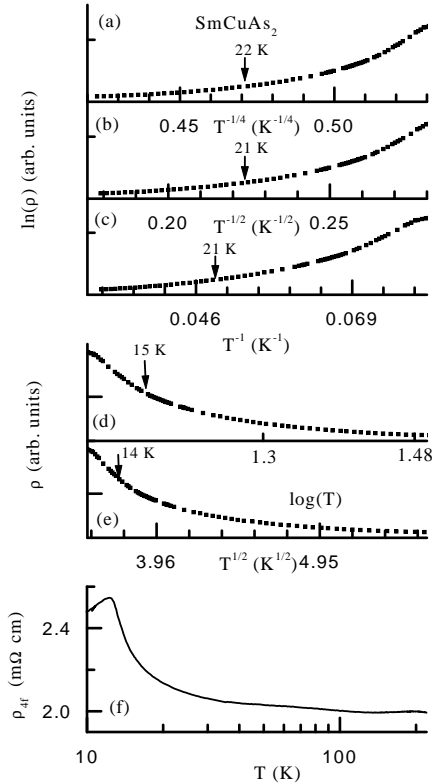 (a)
SmCuAs2
22 K
(b)
0.45 T-1/4 (K-1/4) 0.50
21 K
(c)
0.20 T-1/2 (K-1/2) 0.25
21 K
ln(ρ) (arb. units)
0.046 0.069
T-1 (K-1)
15 K
(d)
1.3 1.48
14 K
log(T)
(e)
ρ (arb. units)
3.96 T1/2 (K1/2) 4.95
2.4
2.0
ρ4f (mΩ cm)
(f)
10 100
T (K)